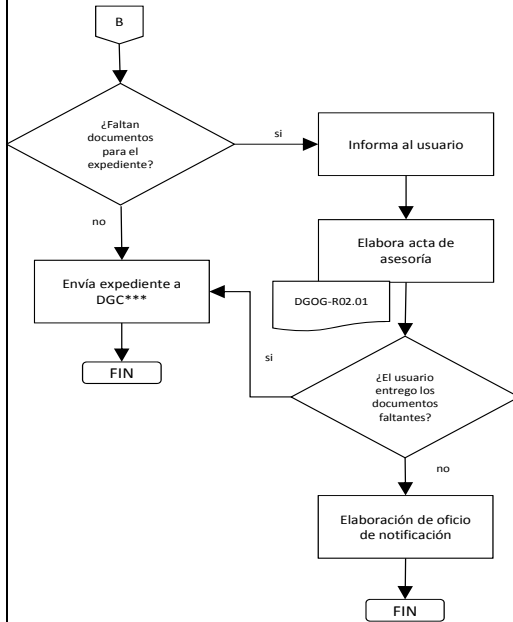 B
¿Faltan
documentos
para el
expediente?
si
Informa al usuario
no
Elabora acta de
asesoría
Envía expediente a
DGC***
DGOG-R02.01
FIN
si
¿El usuario
entrego los
documentos
faltantes?
no
Elaboración de oficio
de notificación
FIN